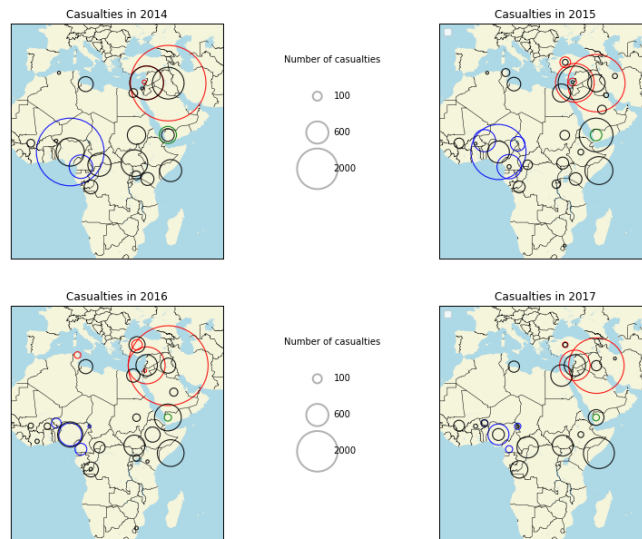 Casualties in 2014
Casualties in 2015
Number of casualties
100
600
2000
Casualties in 2016
Casualties in 2017
Number of casualties
100
600
2000